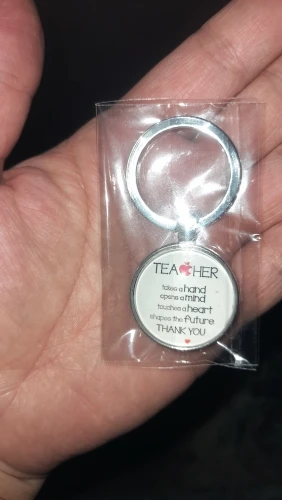 TEACHER
takes a hand
opens a mind
touches a heart
shapes the future
THANK YOU